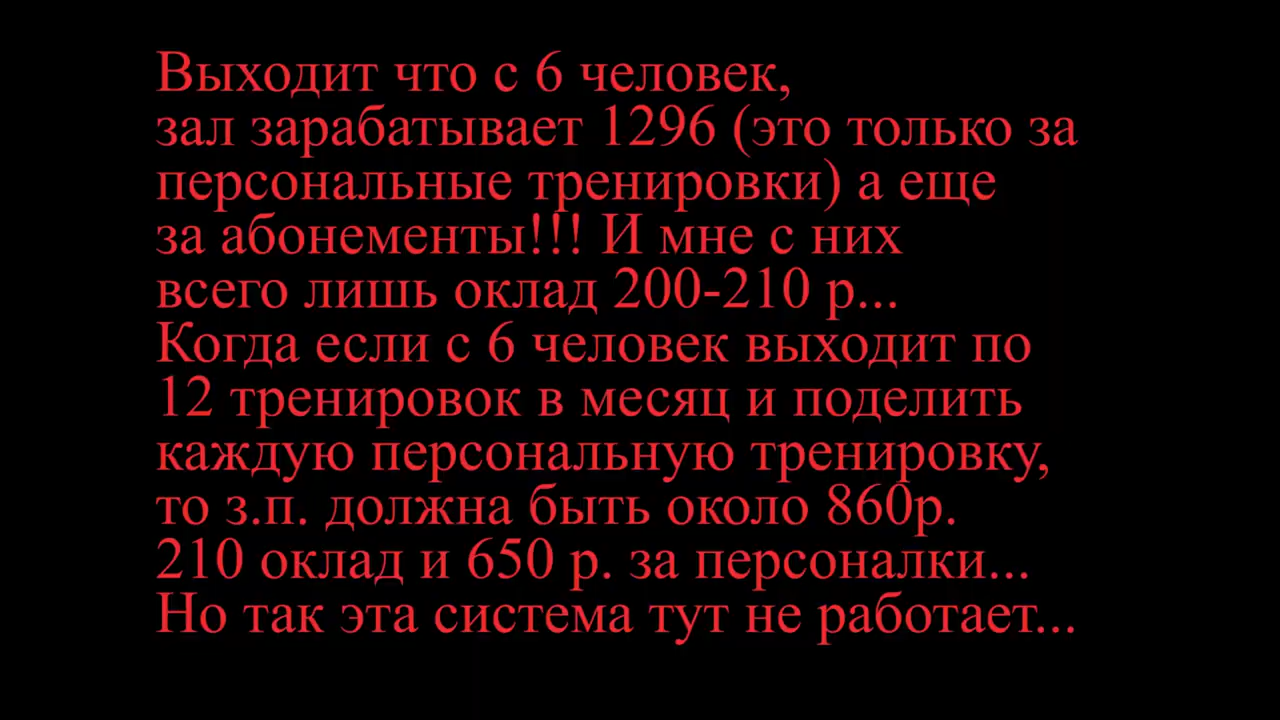 Выходит что с 6 человек,
зал зарабатывает 1296 (это только за
персональные тренировки) а еще
за абонементы!!! И мне с них
всего лишь оклад 200-210 р...
Когда если с 6 человек выходит по
12 тренировок в месяц и поделить
каждую персональную тренировку,
то з.п. должна быть около 860р.
210 оклад и 650 р. за персоналки...
Но так эта система тут не работает...